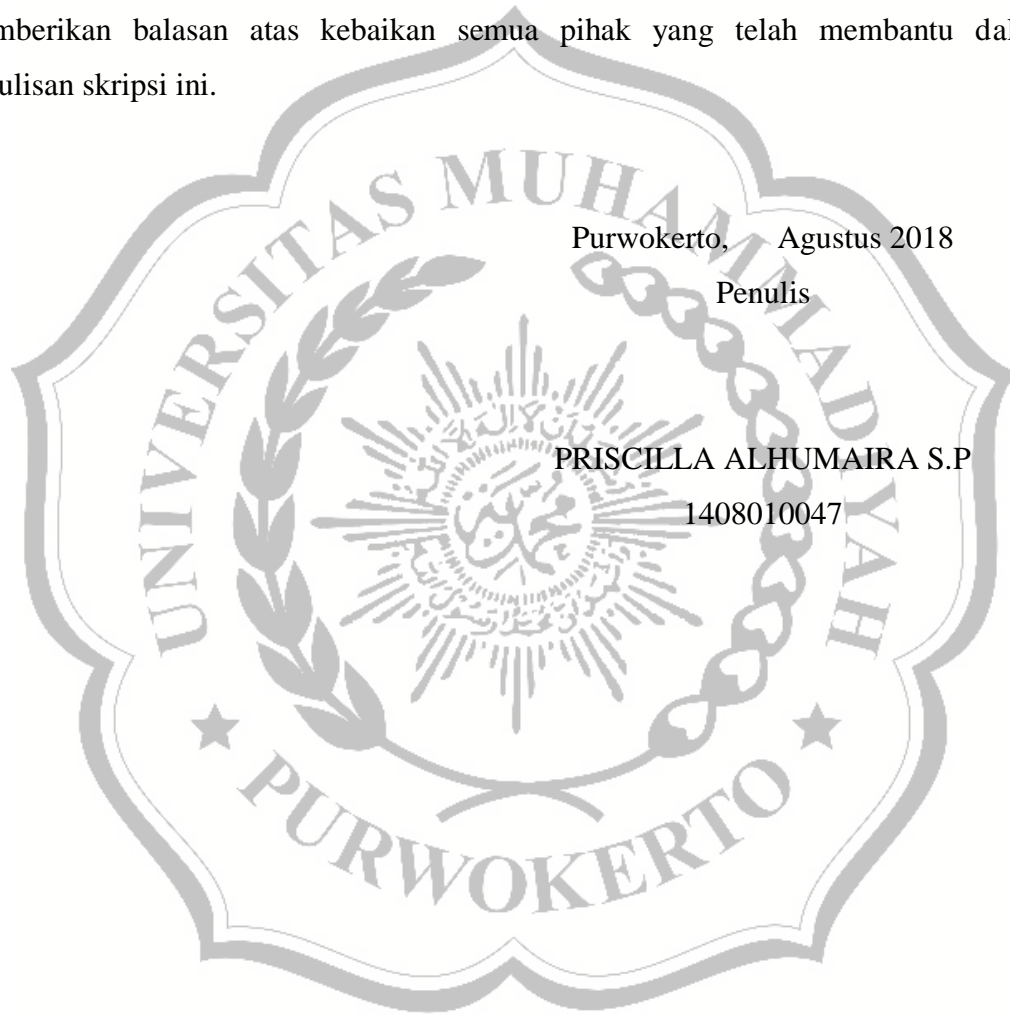 mberikan balasan atas kebaikan semua pihak yang telah membantu dal
ulisan skripsi ini.
Purwokerto, Agustus 2018
Penulis
PRISCILLA ALHUMAIRA S.P
1408010047
UNIVERSITAS MUHAMMADIYAH
PURWOKERTO